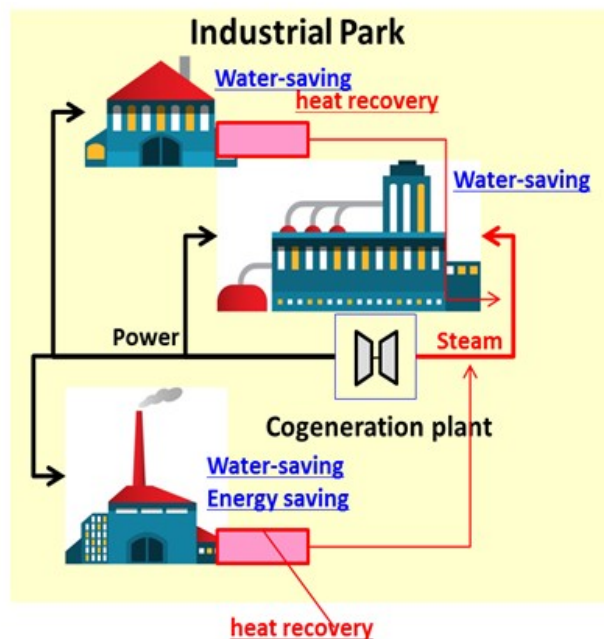 Industrial Park
Water-saving
heat recovery
Water-saving
Power
Steam
Cogeneration plant
Water-saving
Energy saving
heat recovery